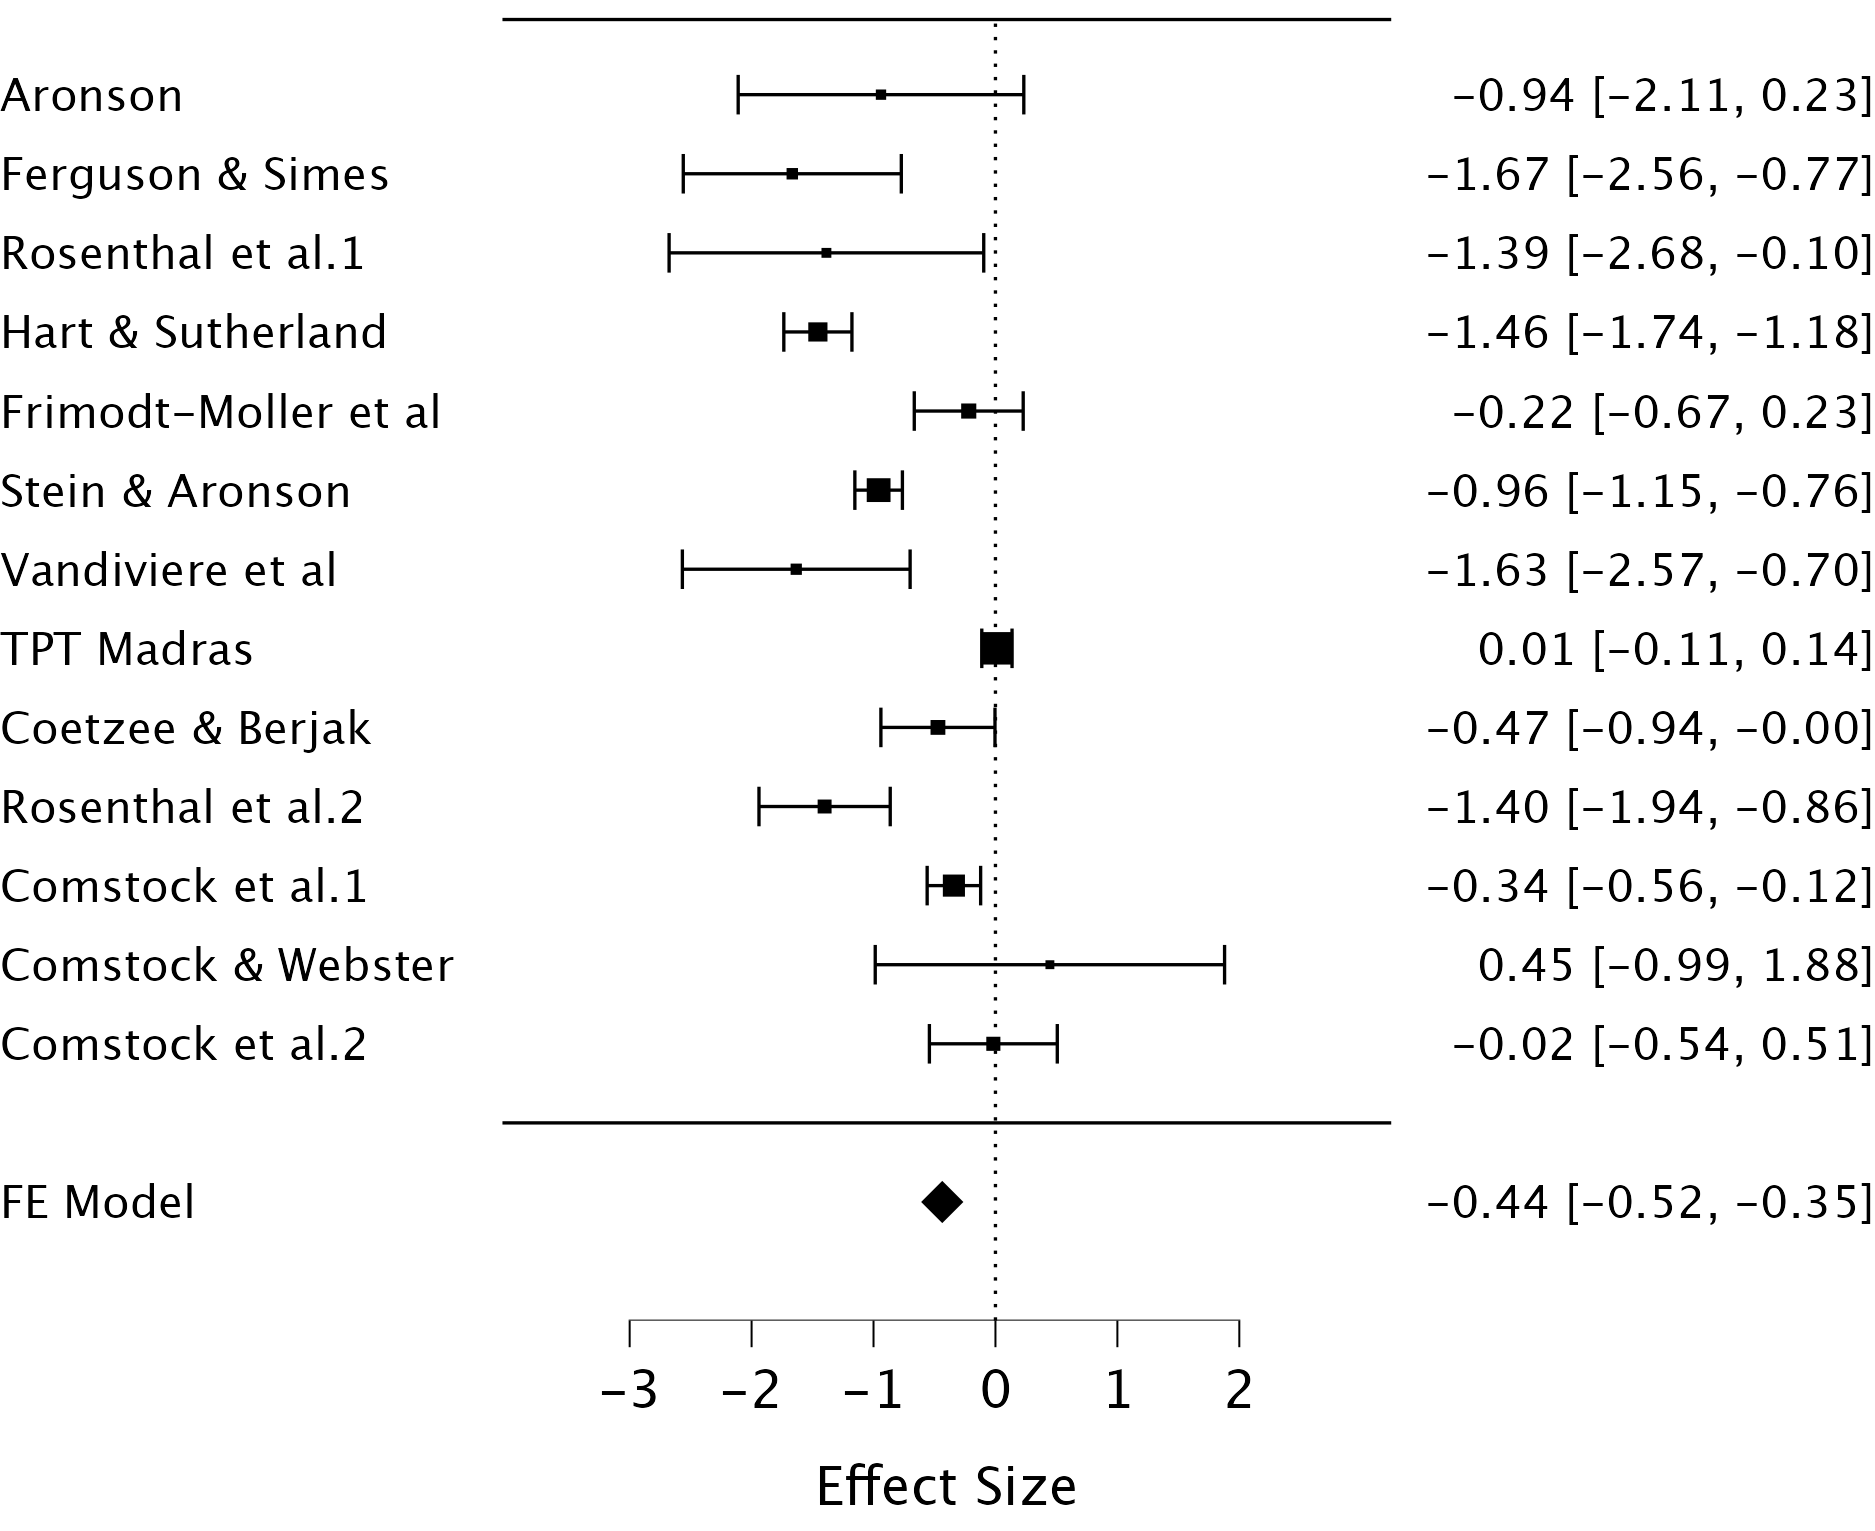 Aronson −0.94 [−2.11, 0.23]
Ferguson & Simes −1.67 [−2.56, −0.77]
Rosenthal et al.1 −1.39 [−2.68, −0.10]
Hart & Sutherland −1.46 [−1.74, −1.18]
Frimodt−Moller et al −0.22 [−0.67, 0.23]
Stein & Aronson −0.96 [−1.15, −0.76]
Vandiviere et al −1.63 [−2.57, −0.70]
TPT Madras 0.01 [−0.11, 0.14]
Coetzee & Berjak −0.47 [−0.94, −0.00]
Rosenthal et al.2 −1.40 [−1.94, −0.86]
Comstock et al.1 −0.34 [−0.56, −0.12]
Comstock & Webster 0.45 [−0.99, 1.88]
Comstock et al.2 −0.02 [−0.54, 0.51]
FE Model −0.44 [−0.52, −0.35]
−3 −2 −1 0 1 2
Effect Size